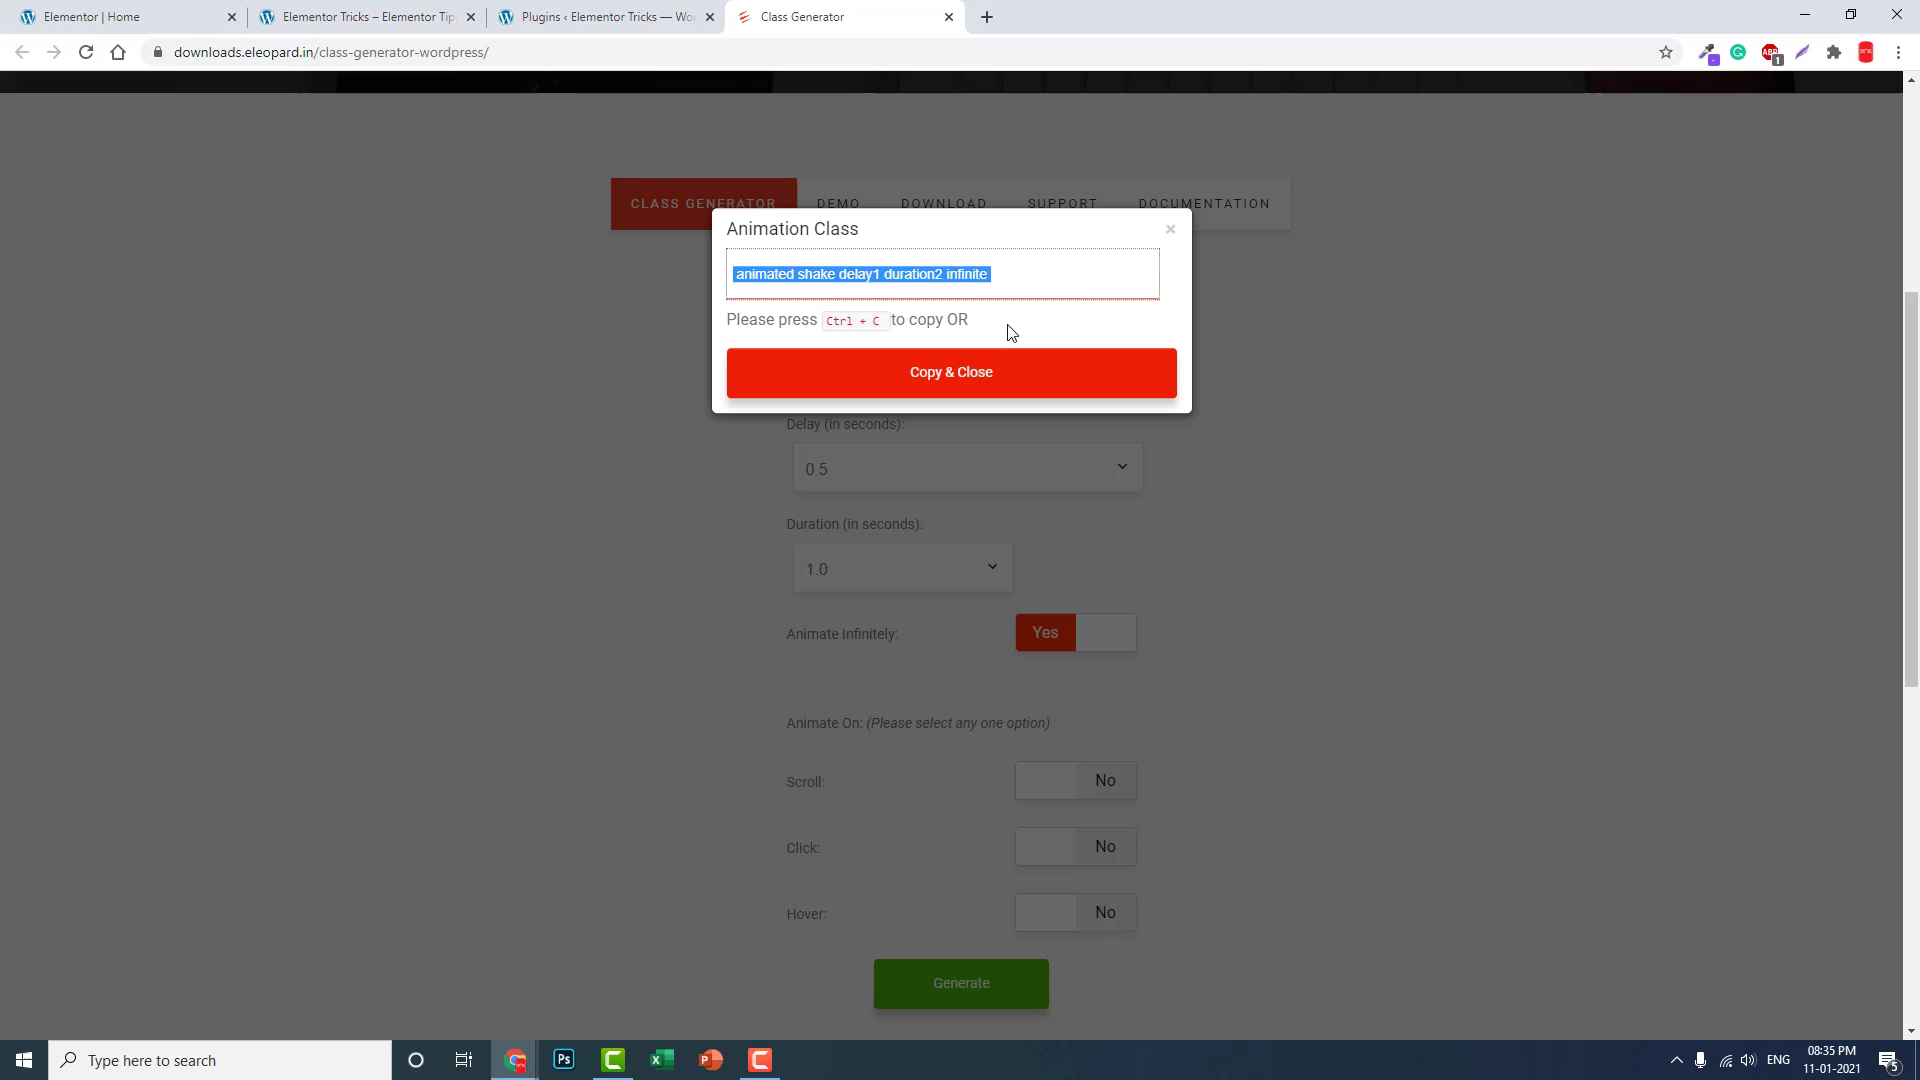 Elementor | Home
Elementor Tricks – Elementor Tip
Plugins ‹ Elementor Tricks — Wo
Class Generator
downloads.eleopard.in/class-generator-wordpress/
ABP
1
CLASS GENERATOR
DEMO
DOWNLOAD
SUPPORT
DOCUMENTATION
Animation Class
×
animated shake delay1 duration2 infinite
Please press Ctrl + C to copy OR
Copy & Close
Delay (in seconds):
0.5
Duration (in seconds):
1.0
Animate Infinitely:
Yes
Animate On: (Please select any one option)
Scroll:
No
Click:
No
Hover:
No
Generate
Type here to search
Ps
ENG
08:35 PM
11-01-2021
5